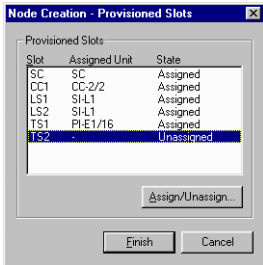 Node Creation - Provisioned Slots
Provisioned Slots
Slot Assigned Unit State
SC SC Assigned
CC1 CC-2/2 Assigned
LS1 SI-L1 Assigned
LS2 SI-L1 Assigned
TS1 PI-E1/16 Assigned
TS2 - Unassigned
Assign/Unassign...
Finish Cancel